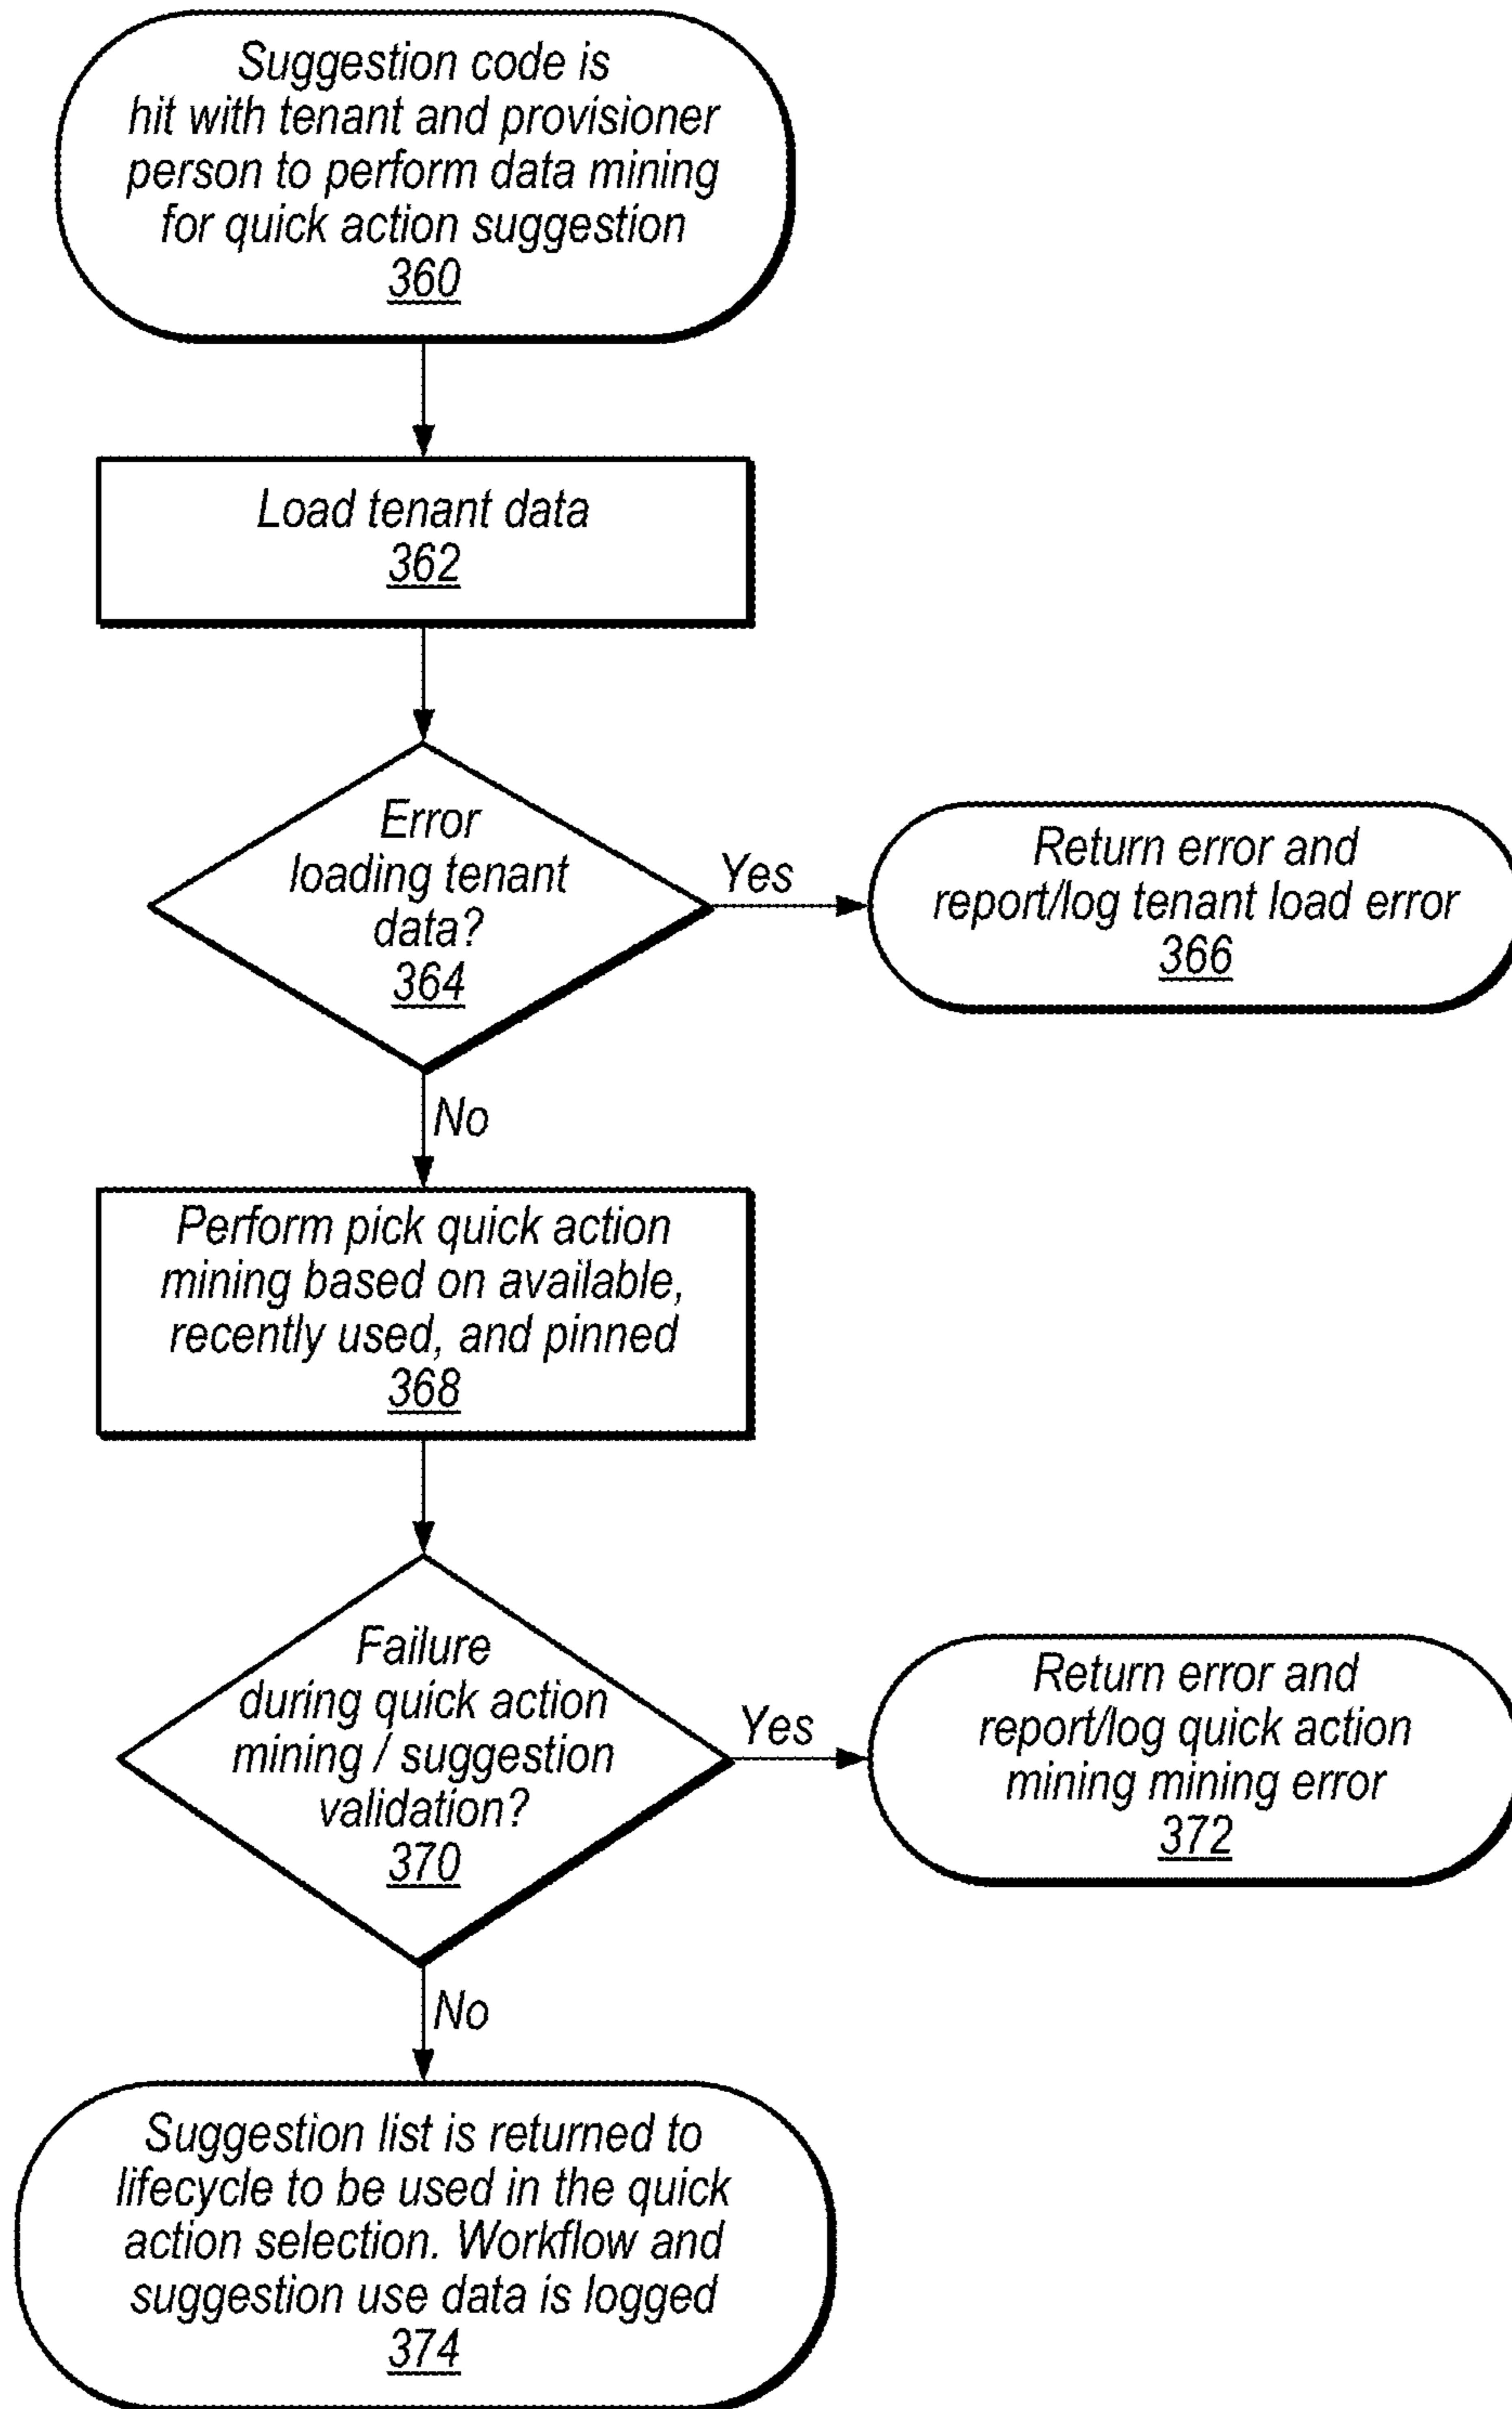 Suggestion code is
hit with tenant and provisioner
person to perform data mining
for quick action suggestion
360
Load tenant data
362
Error
loading tenant
data?
364
Yes
Return error and
report/log tenant load error
366
No
Perform pick quick action
mining based on available,
recently used, and pinned
368
Failure
during quick action
mining / suggestion
validation?
370
Yes
Return error and
report/log quick action
mining mining error
372
No
Suggestion list is returned to
lifecycle to be used in the quick
action selection. Workflow and
suggestion use data is logged
374